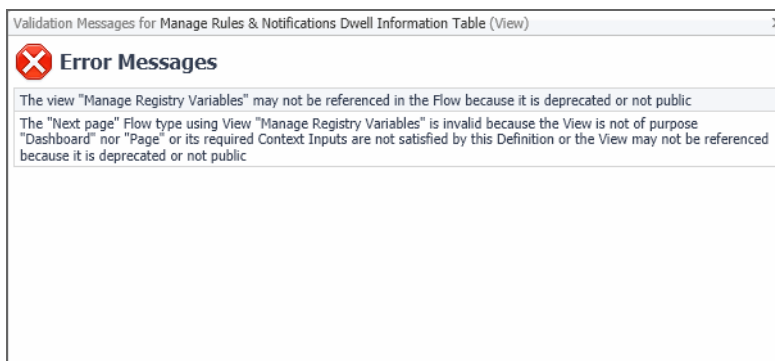 Validation Messages for Manage Rules & Notifications Dwell Information Table (View)
Error Messages
The view "Manage Registry Variables" may not be referenced in the Flow because it is deprecated or not public
The "Next page" Flow type using View "Manage Registry Variables" is invalid because the View is not of purpose
"Dashboard" nor "Page" or its required Context Inputs are not satisfied by this Definition or the View may not be referenced
because it is deprecated or not public